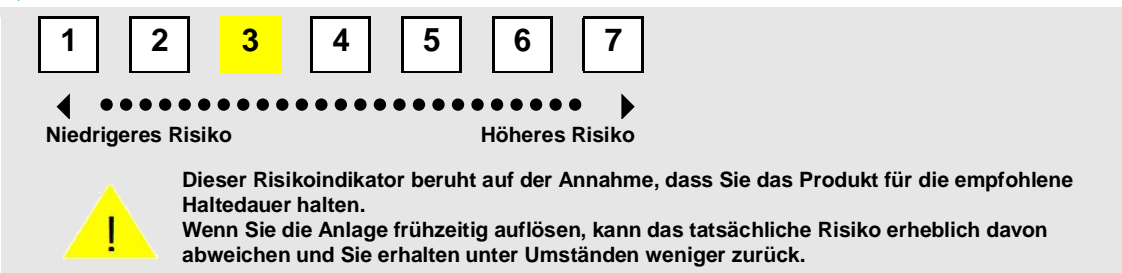 1 2 3 4 5 6 7
Niedrigeres Risiko Höheres Risiko
Dieser Risikoindikator beruht auf der Annahme, dass Sie das Produkt für die empfohlene
Haltedauer halten.
! Wenn Sie die Anlage frühzeitig auflösen, kann das tatsächliche Risiko erheblich davon
abweichen und Sie erhalten unter Umständen weniger zurück.